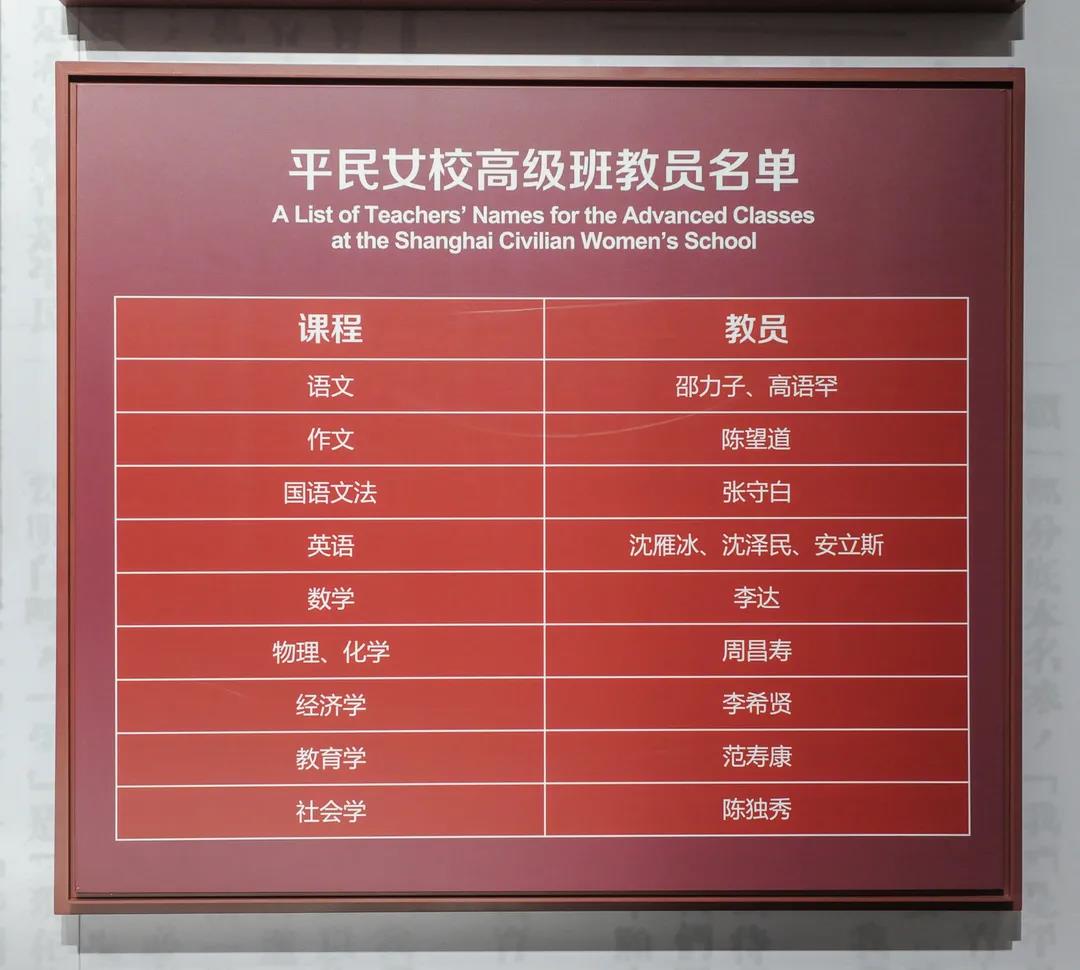 平民女校高级班教员名单
A List of Teachers' Names for the Advanced Classes
at the Shanghai Civilian Women's School
课程 教员
语文 邵力子、高语罕
作文 陈望道
国语文法 张守白
英语 沈雁冰、沈泽民、安立斯
数学 李达
物理、化学 周昌寿
经济学 李希贤
教育学 范寿康
社会学 陈独秀